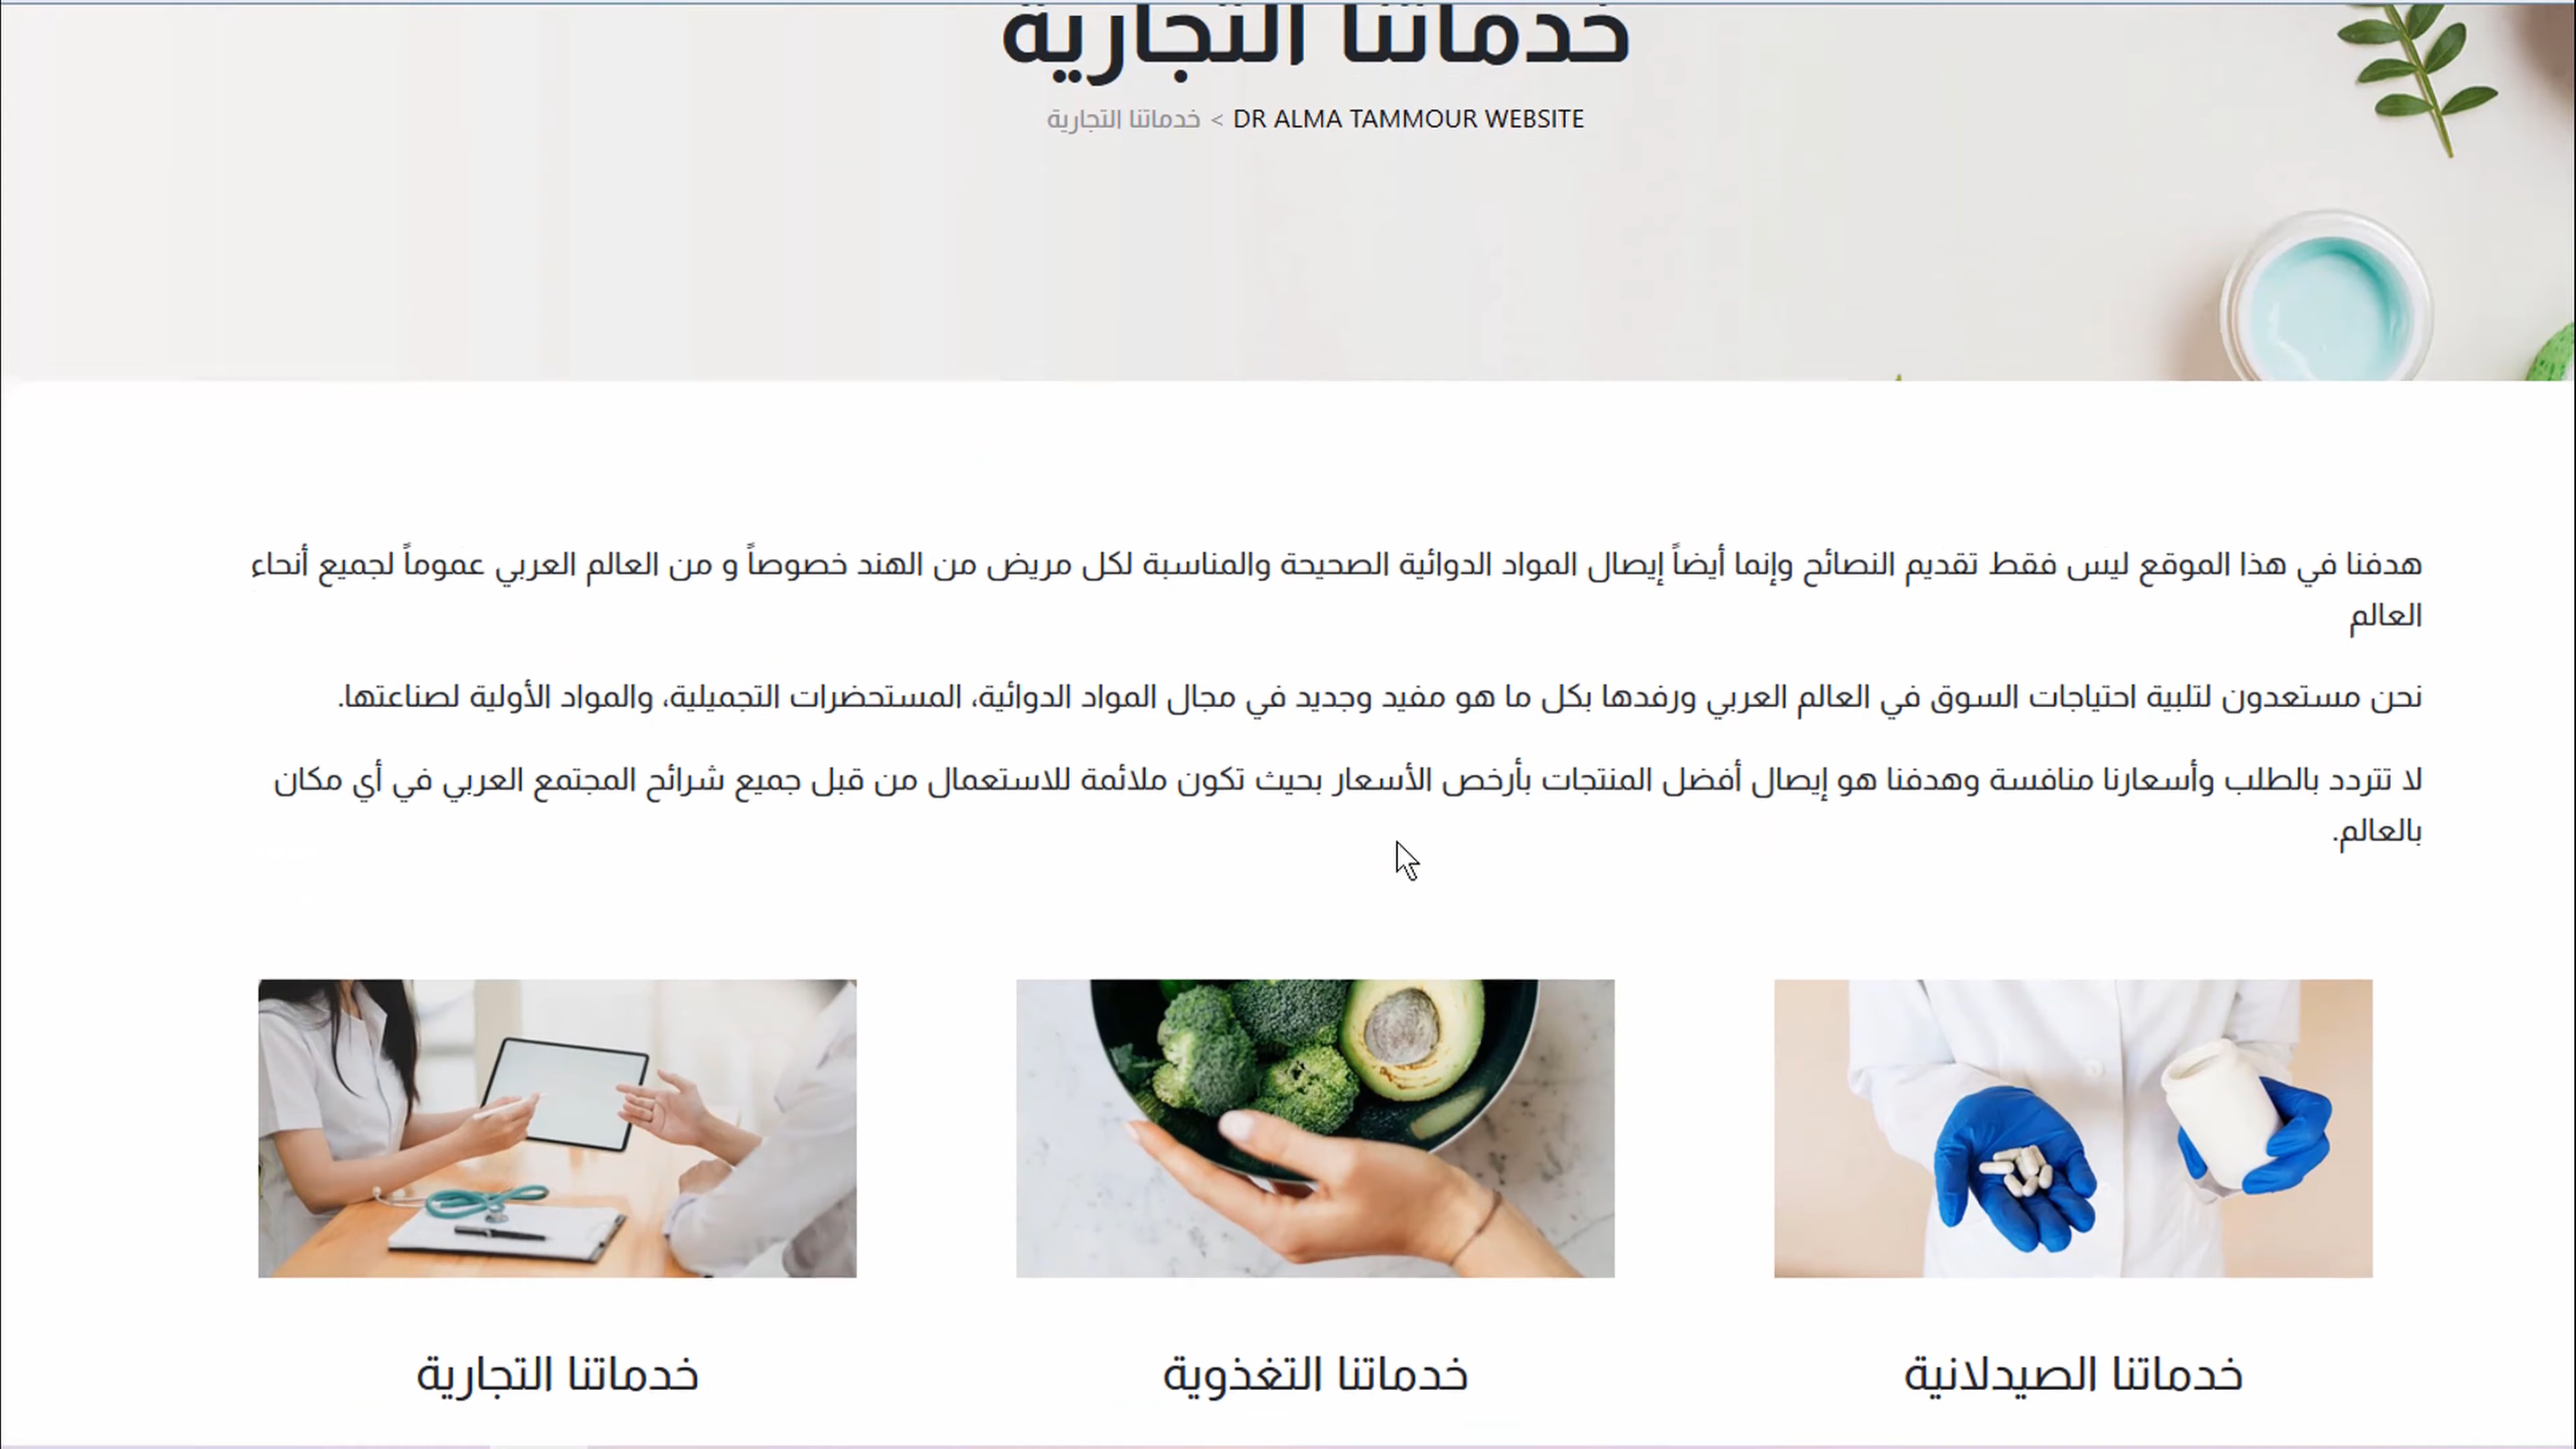 خدماتنا التجارية
DR ALMA TAMMOUR WEBSITE > خدماتنا التجارية
هدفنا في هذا الموقع ليس فقط تقديم النصائح وإنما أيضاً إيصال المواد الدوائية الصحيحة والمناسبة لكل مريض من الهند خصوصاً و من العالم العربي عموماً لجميع أنحاء
العالم
نحن مستعدون لتلبية احتياجات السوق في العالم العربي ورفدها بكل ما هو مفيد وجديد في مجال المواد الدوائية، المستحضرات التجميلية، والمواد الأولية لصناعتها.
لا تتردد بالطلب وأسعارنا منافسة وهدفنا هو إيصال أفضل المنتجات بأرخص الأسعار بحيث تكون ملائمة للاستعمال من قبل جميع شرائح المجتمع العربي في أي مكان
بالعالم.
خدماتنا الصيدلانية
خدماتنا التغذوية
خدماتنا التجارية